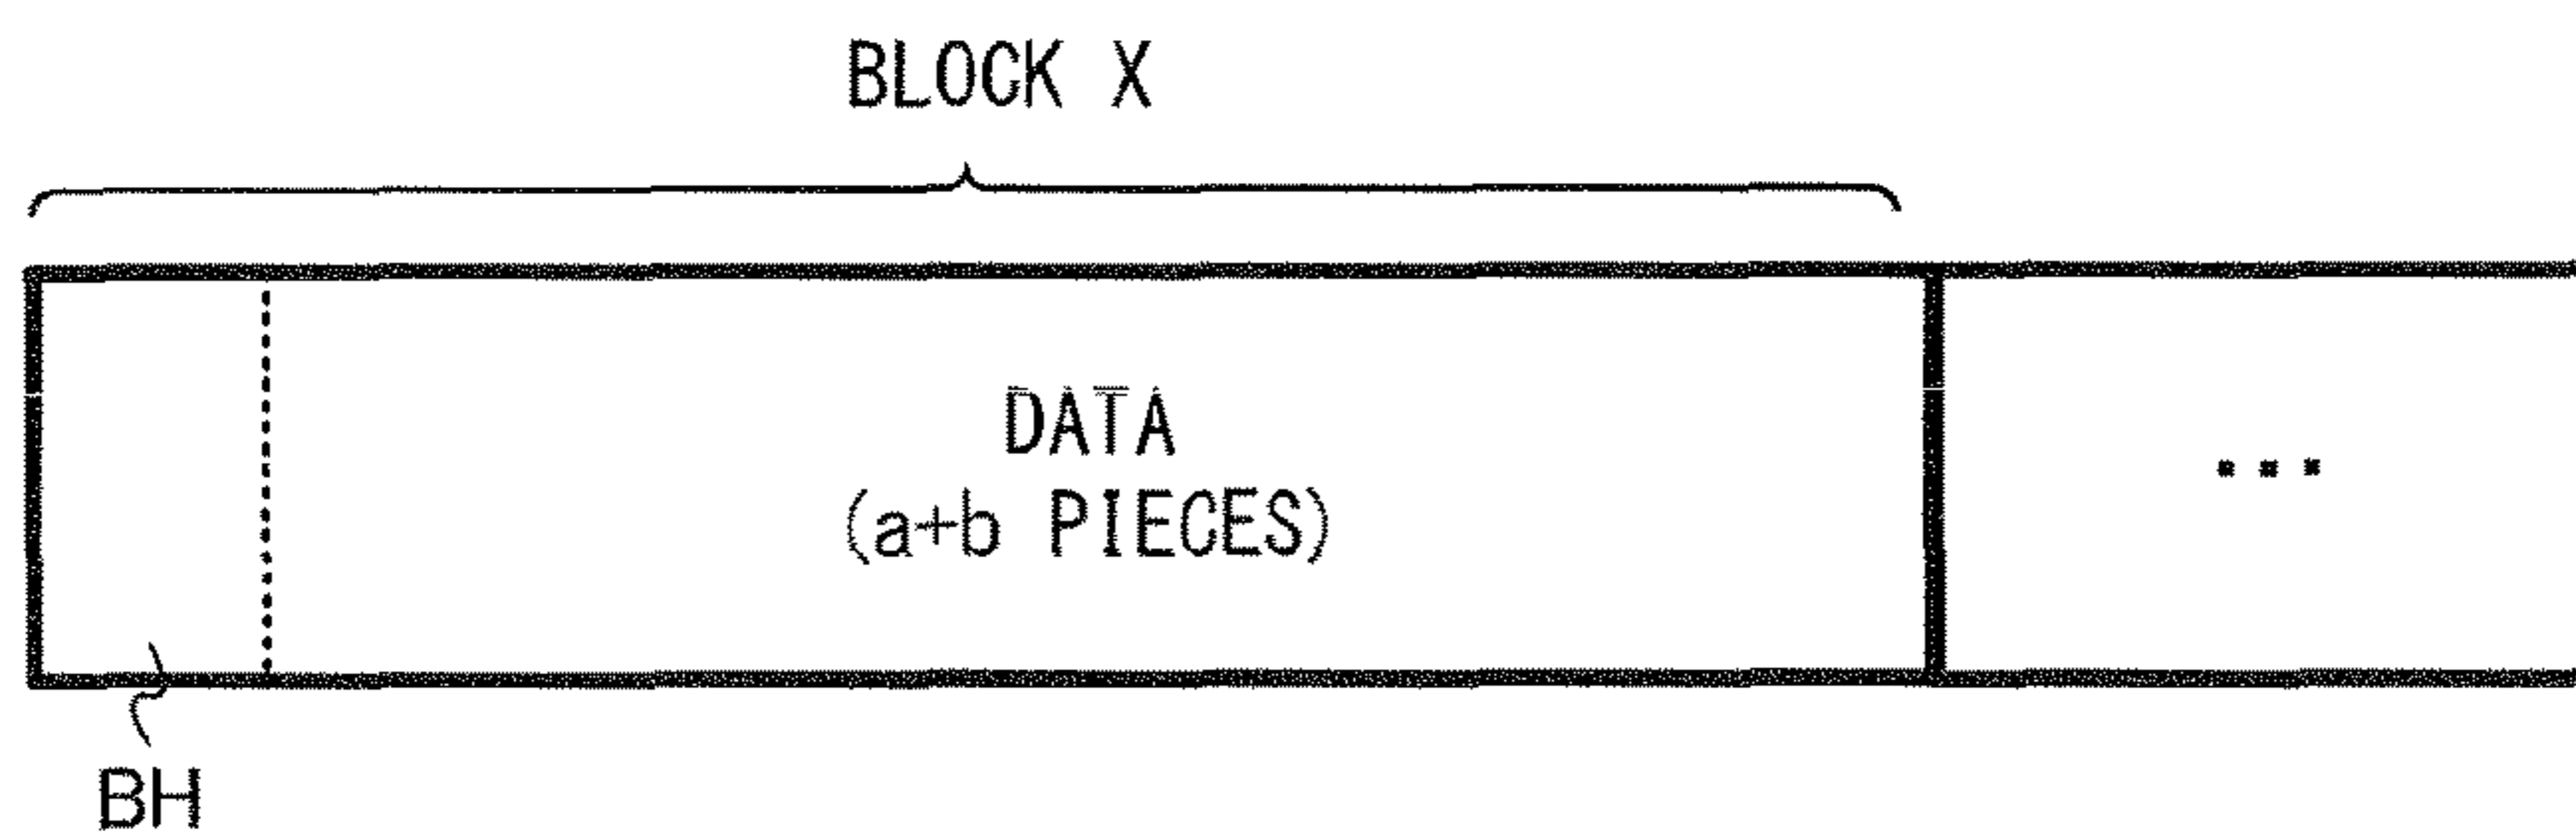 BLOCK X
DATA
(a+b PIECES)
...
BH